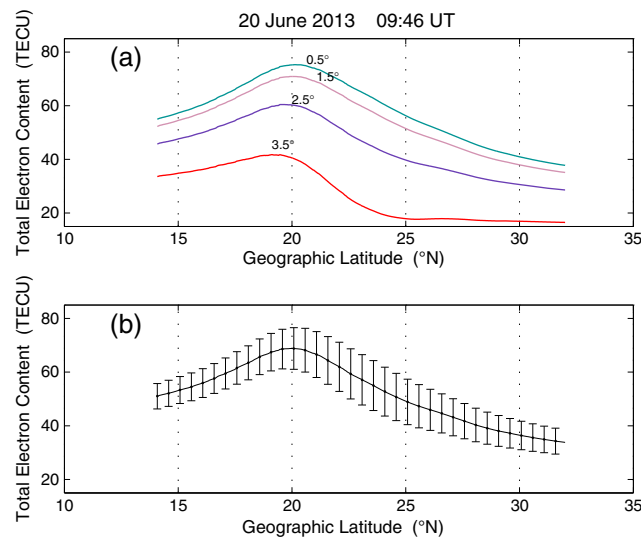 20 June 2013 09:46 UT
(a)
Total Electron Content (TECU)
80
60
40
20
0.5°
1.5°
2.5°
3.5°
10 15 20 25 30 35
Geographic Latitude (°N)
(b)
Total Electron Content (TECU)
80
60
40
20
10 15 20 25 30 35
Geographic Latitude (°N)